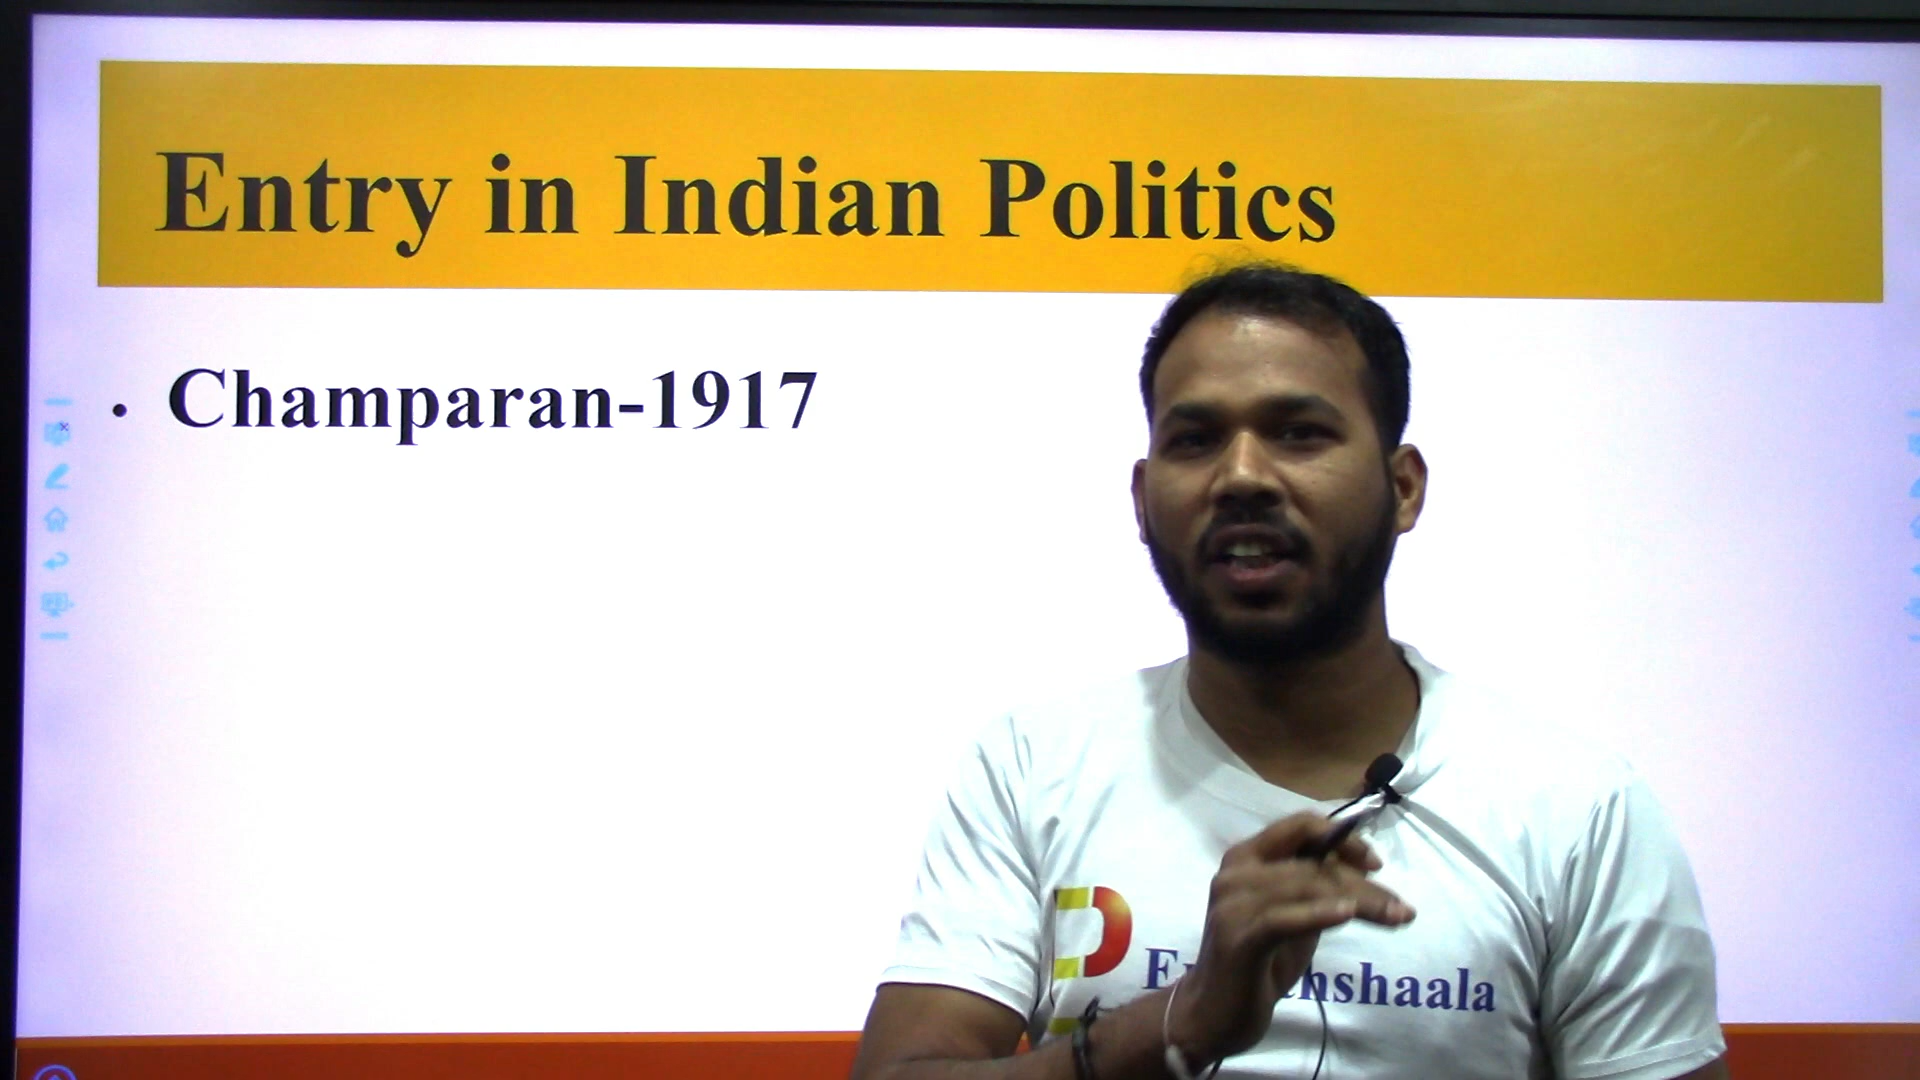 Entry in Indian Politics
• Champaran-1917